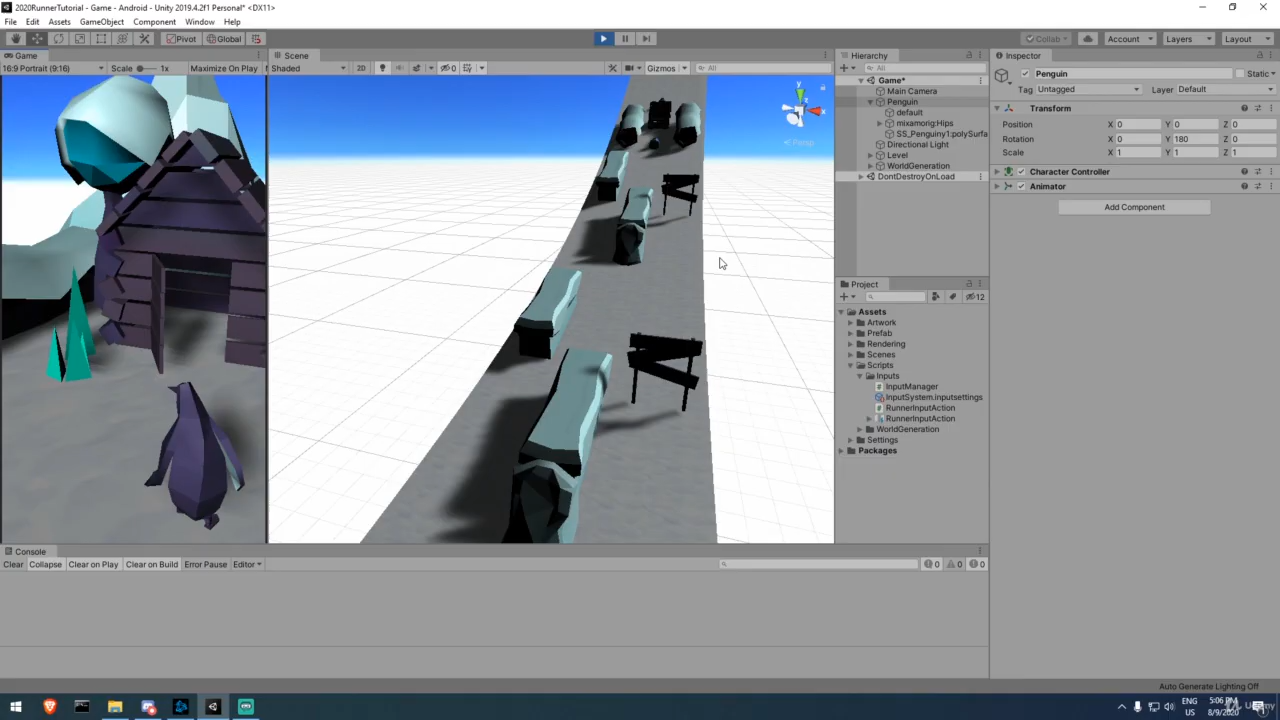 2020RunnerTutorial - Game - Android - Unity 2019.4.2f1 Personal* <DX11>
File Edit Assets GameObject Component Window Help
Pivot Global Collab Account Layers Layout
Game Scene Hierarchy Inspector
16:9 Portrait (9:16) Scale 1x Maximize On Play Shaded 2D 0 Gizmos All All
Penguin Static
Tag Untagged Layer Default
Game*
Main Camera
Penguin
default
mixamorig:Hips
SS_Penguiny1:polySurfa
Directional Light
Level
WorldGeneration
DontDestroyOnLoad
Transform
Position X 0 Y 0 Z 0
Rotation X 0 Y 180 Z 0
Scale X 1 Y 1 Z 1
Character Controller
Animator
Add Component
y
x
Persp
Project
12
Assets
Artwork
Prefab
Rendering
Scenes
Scripts
Inputs
InputManager
InputSystem.inputsettings
RunnerInputAction
RunnerInputAction
WorldGeneration
Settings
Packages
Console
Clear Collapse Clear on Play Clear on Build Error Pause Editor 0 0 0
Auto Generate Lighting Off
ENG 5:06 PM
US 8/9/2020